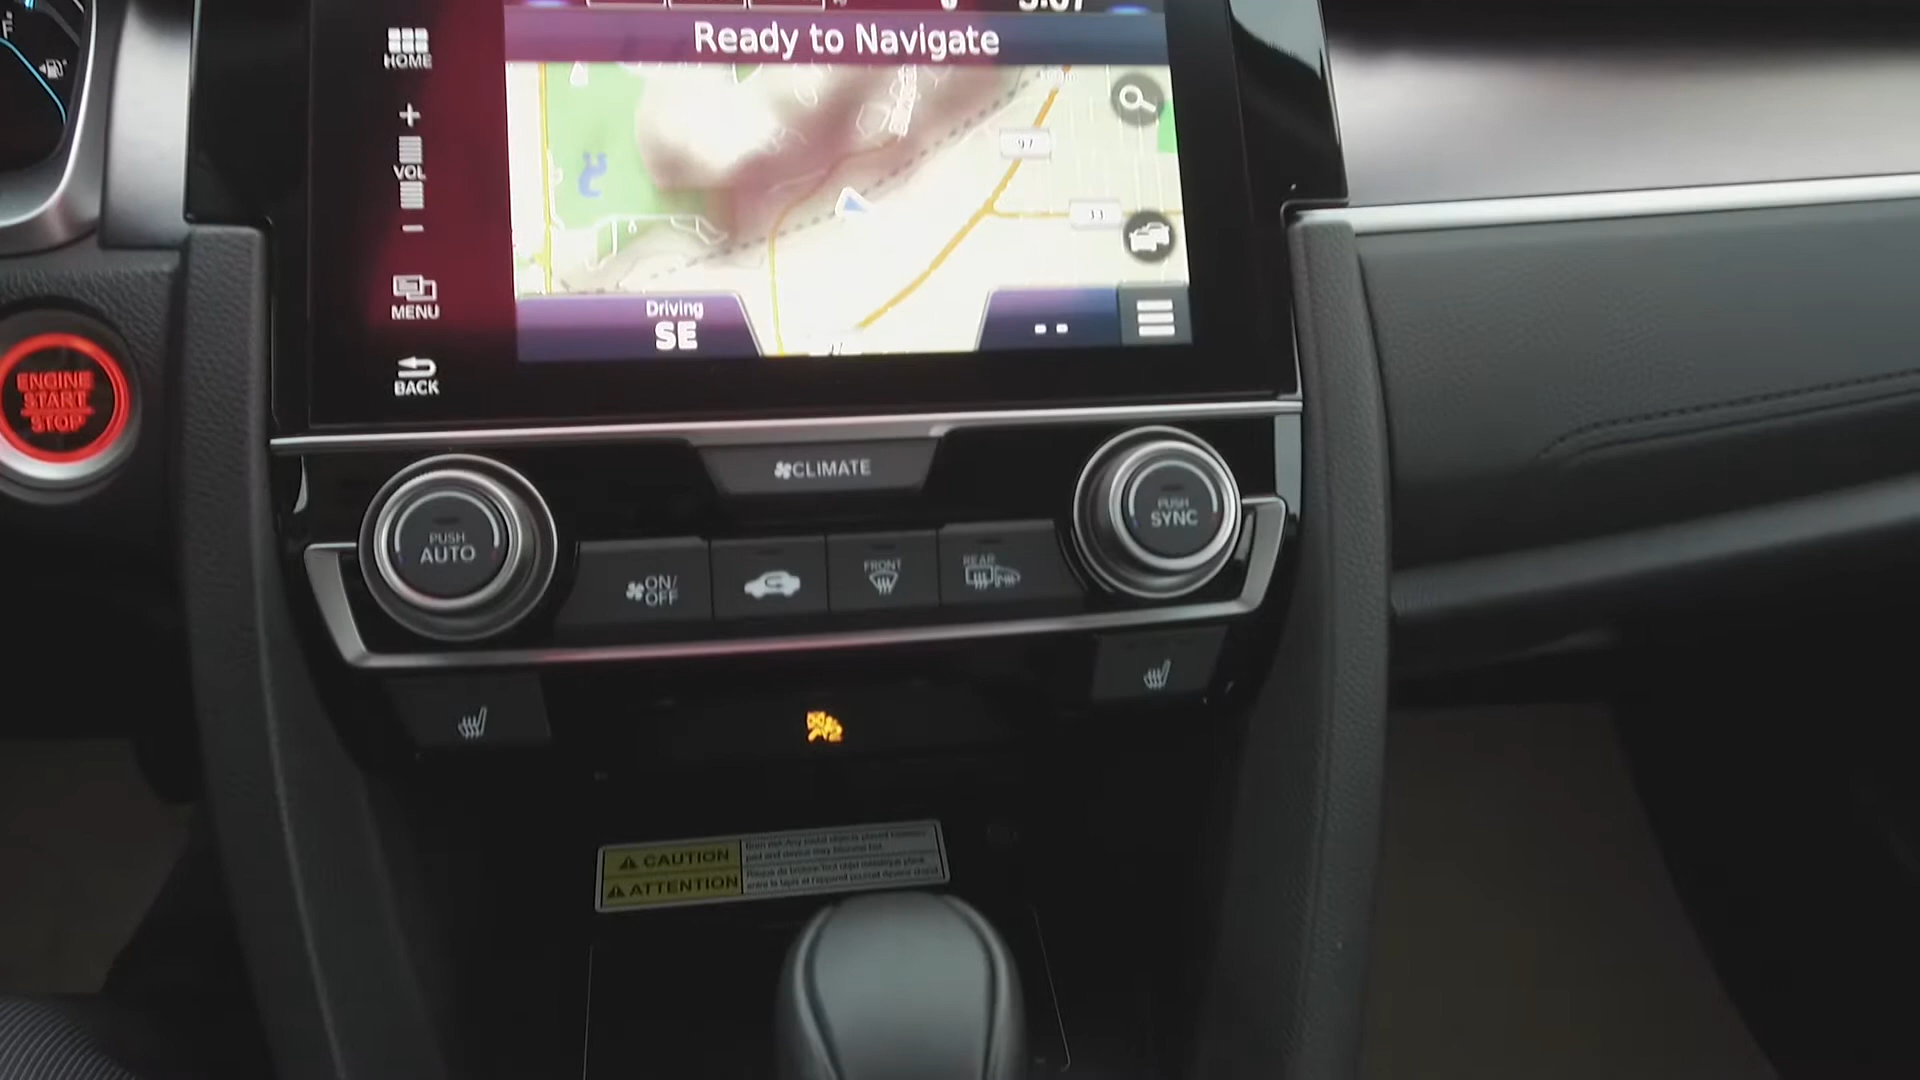 F
Ready to Navigate
HOME
+
VOL
−
MENU
BACK
97
33
Driving
SE
--
ENGINE
START
STOP
CLIMATE
PUSH
AUTO
ON/
OFF
FRONT
REAR
PUSH
SYNC
CAUTION
ATTENTION